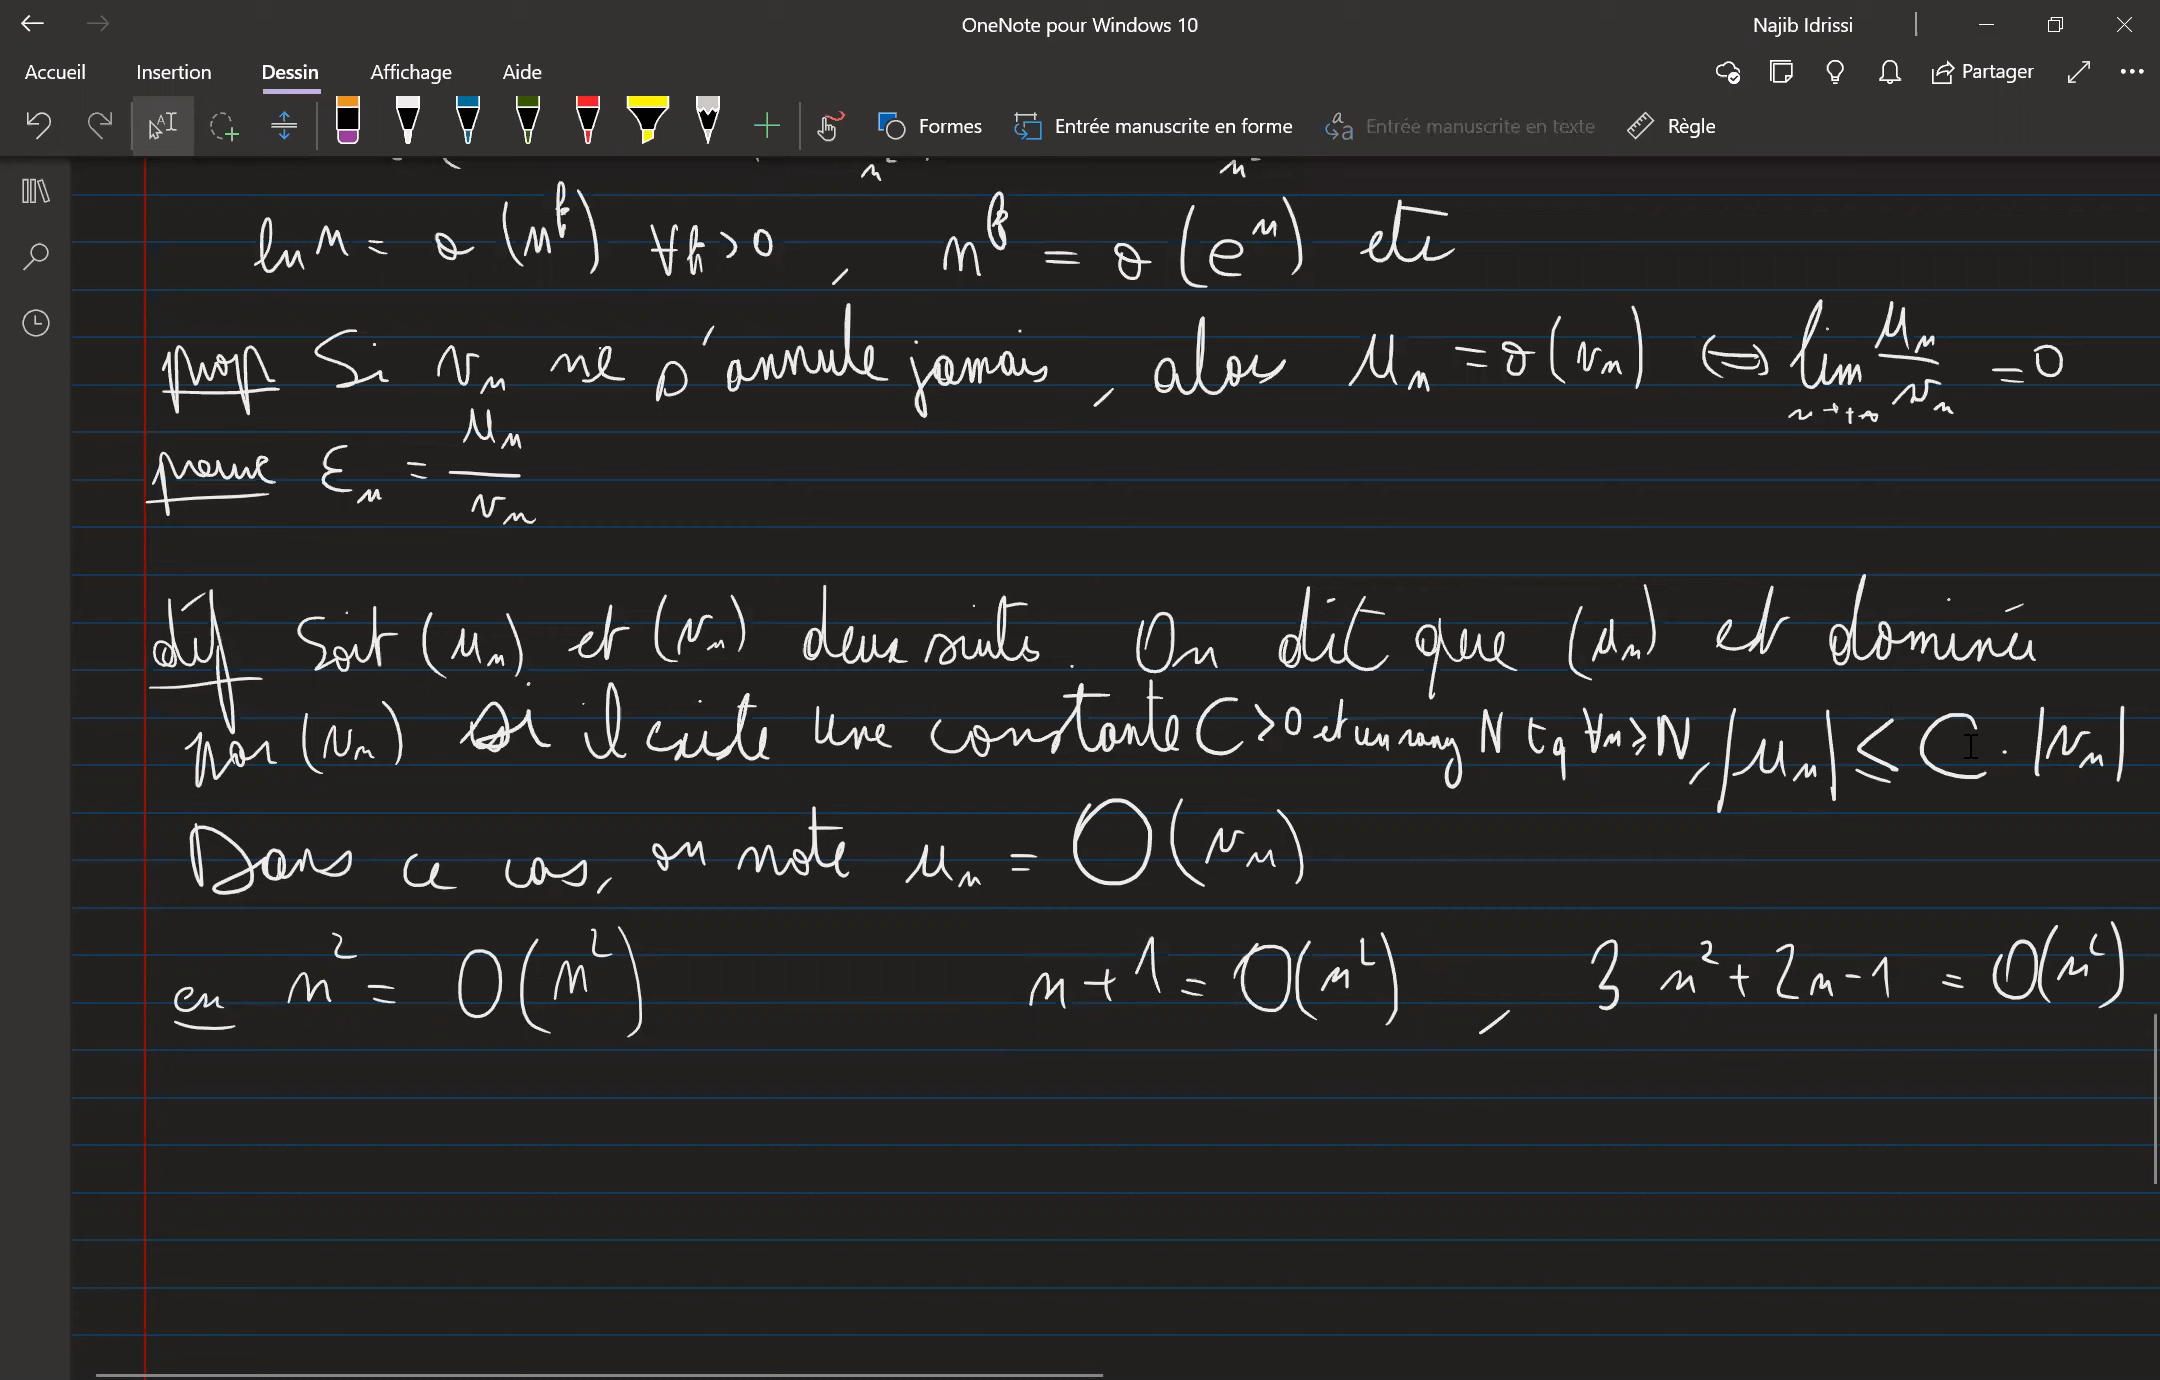 OneNote pour Windows 10
Najib Idrissi
Accueil Insertion Dessin Affichage Aide
Partager
Formes Entrée manuscrite en forme Entrée manuscrite en texte Règle
ln n = o(n^k) ∀k>0, n^k = o(e^n) etc
prop Si v_n ne s'annule jamais, alors u_n = o(v_n) ⟺ lim_{n→+∞} u_n/v_n = 0
preuve ε_n = u_n/v_n
déf Soit (u_n) et (v_n) deux suites. On dit que (u_n) est dominée
par (v_n) si il existe une constante C>0 et un rang N tq ∀n≥N, |u_n| ≤ C·|v_n|
Dans ce cas, on note u_n = O(v_n)
ex n² = O(n²) n+1 = O(n²), 3n²+2n-1 = O(n²)